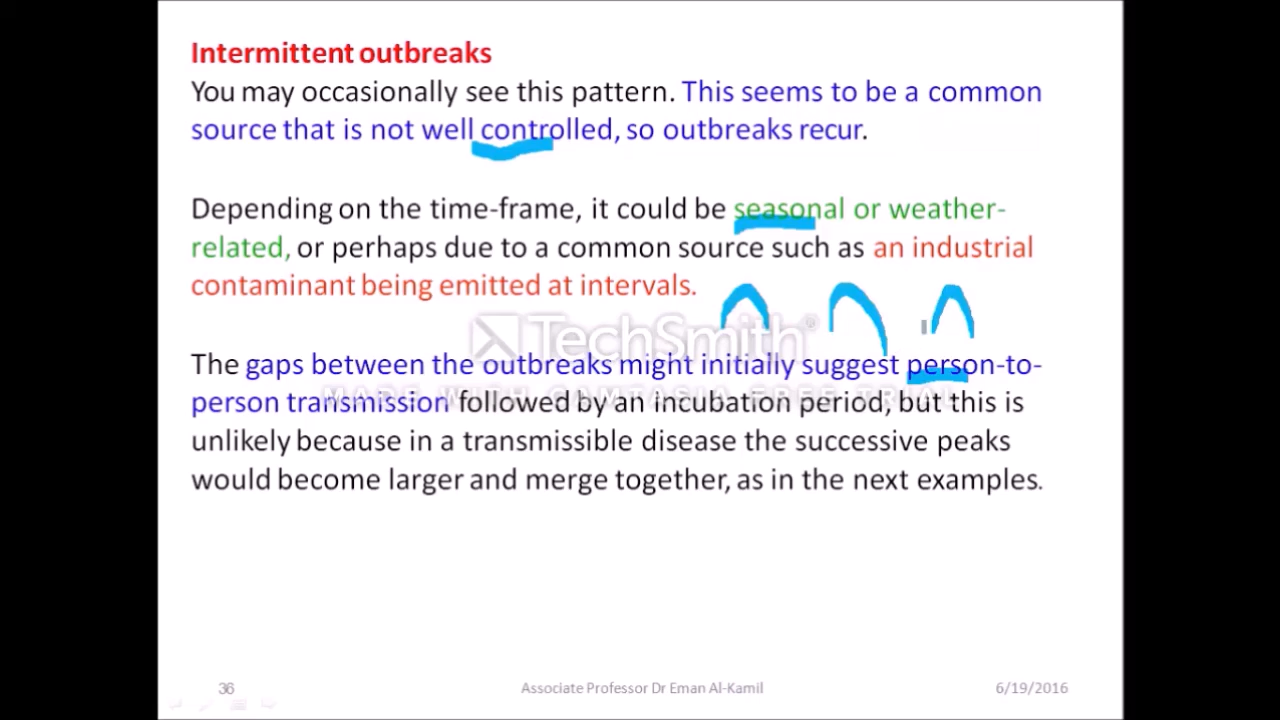 Intermittent outbreaks
You may occasionally see this pattern. This seems to be a common
source that is not well controlled, so outbreaks recur.
Depending on the time-frame, it could be seasonal or weather-
related, or perhaps due to a common source such as an industrial
contaminant being emitted at intervals.
TechSmith®
The gaps between the outbreaks might initially suggest person-to-
MADE WITH CAMTASIA FREE TRIAL
person transmission followed by an incubation period, but this is
unlikely because in a transmissible disease the successive peaks
would become larger and merge together, as in the next examples.
36 Associate Professor Dr Eman Al-Kamil 6/19/2016